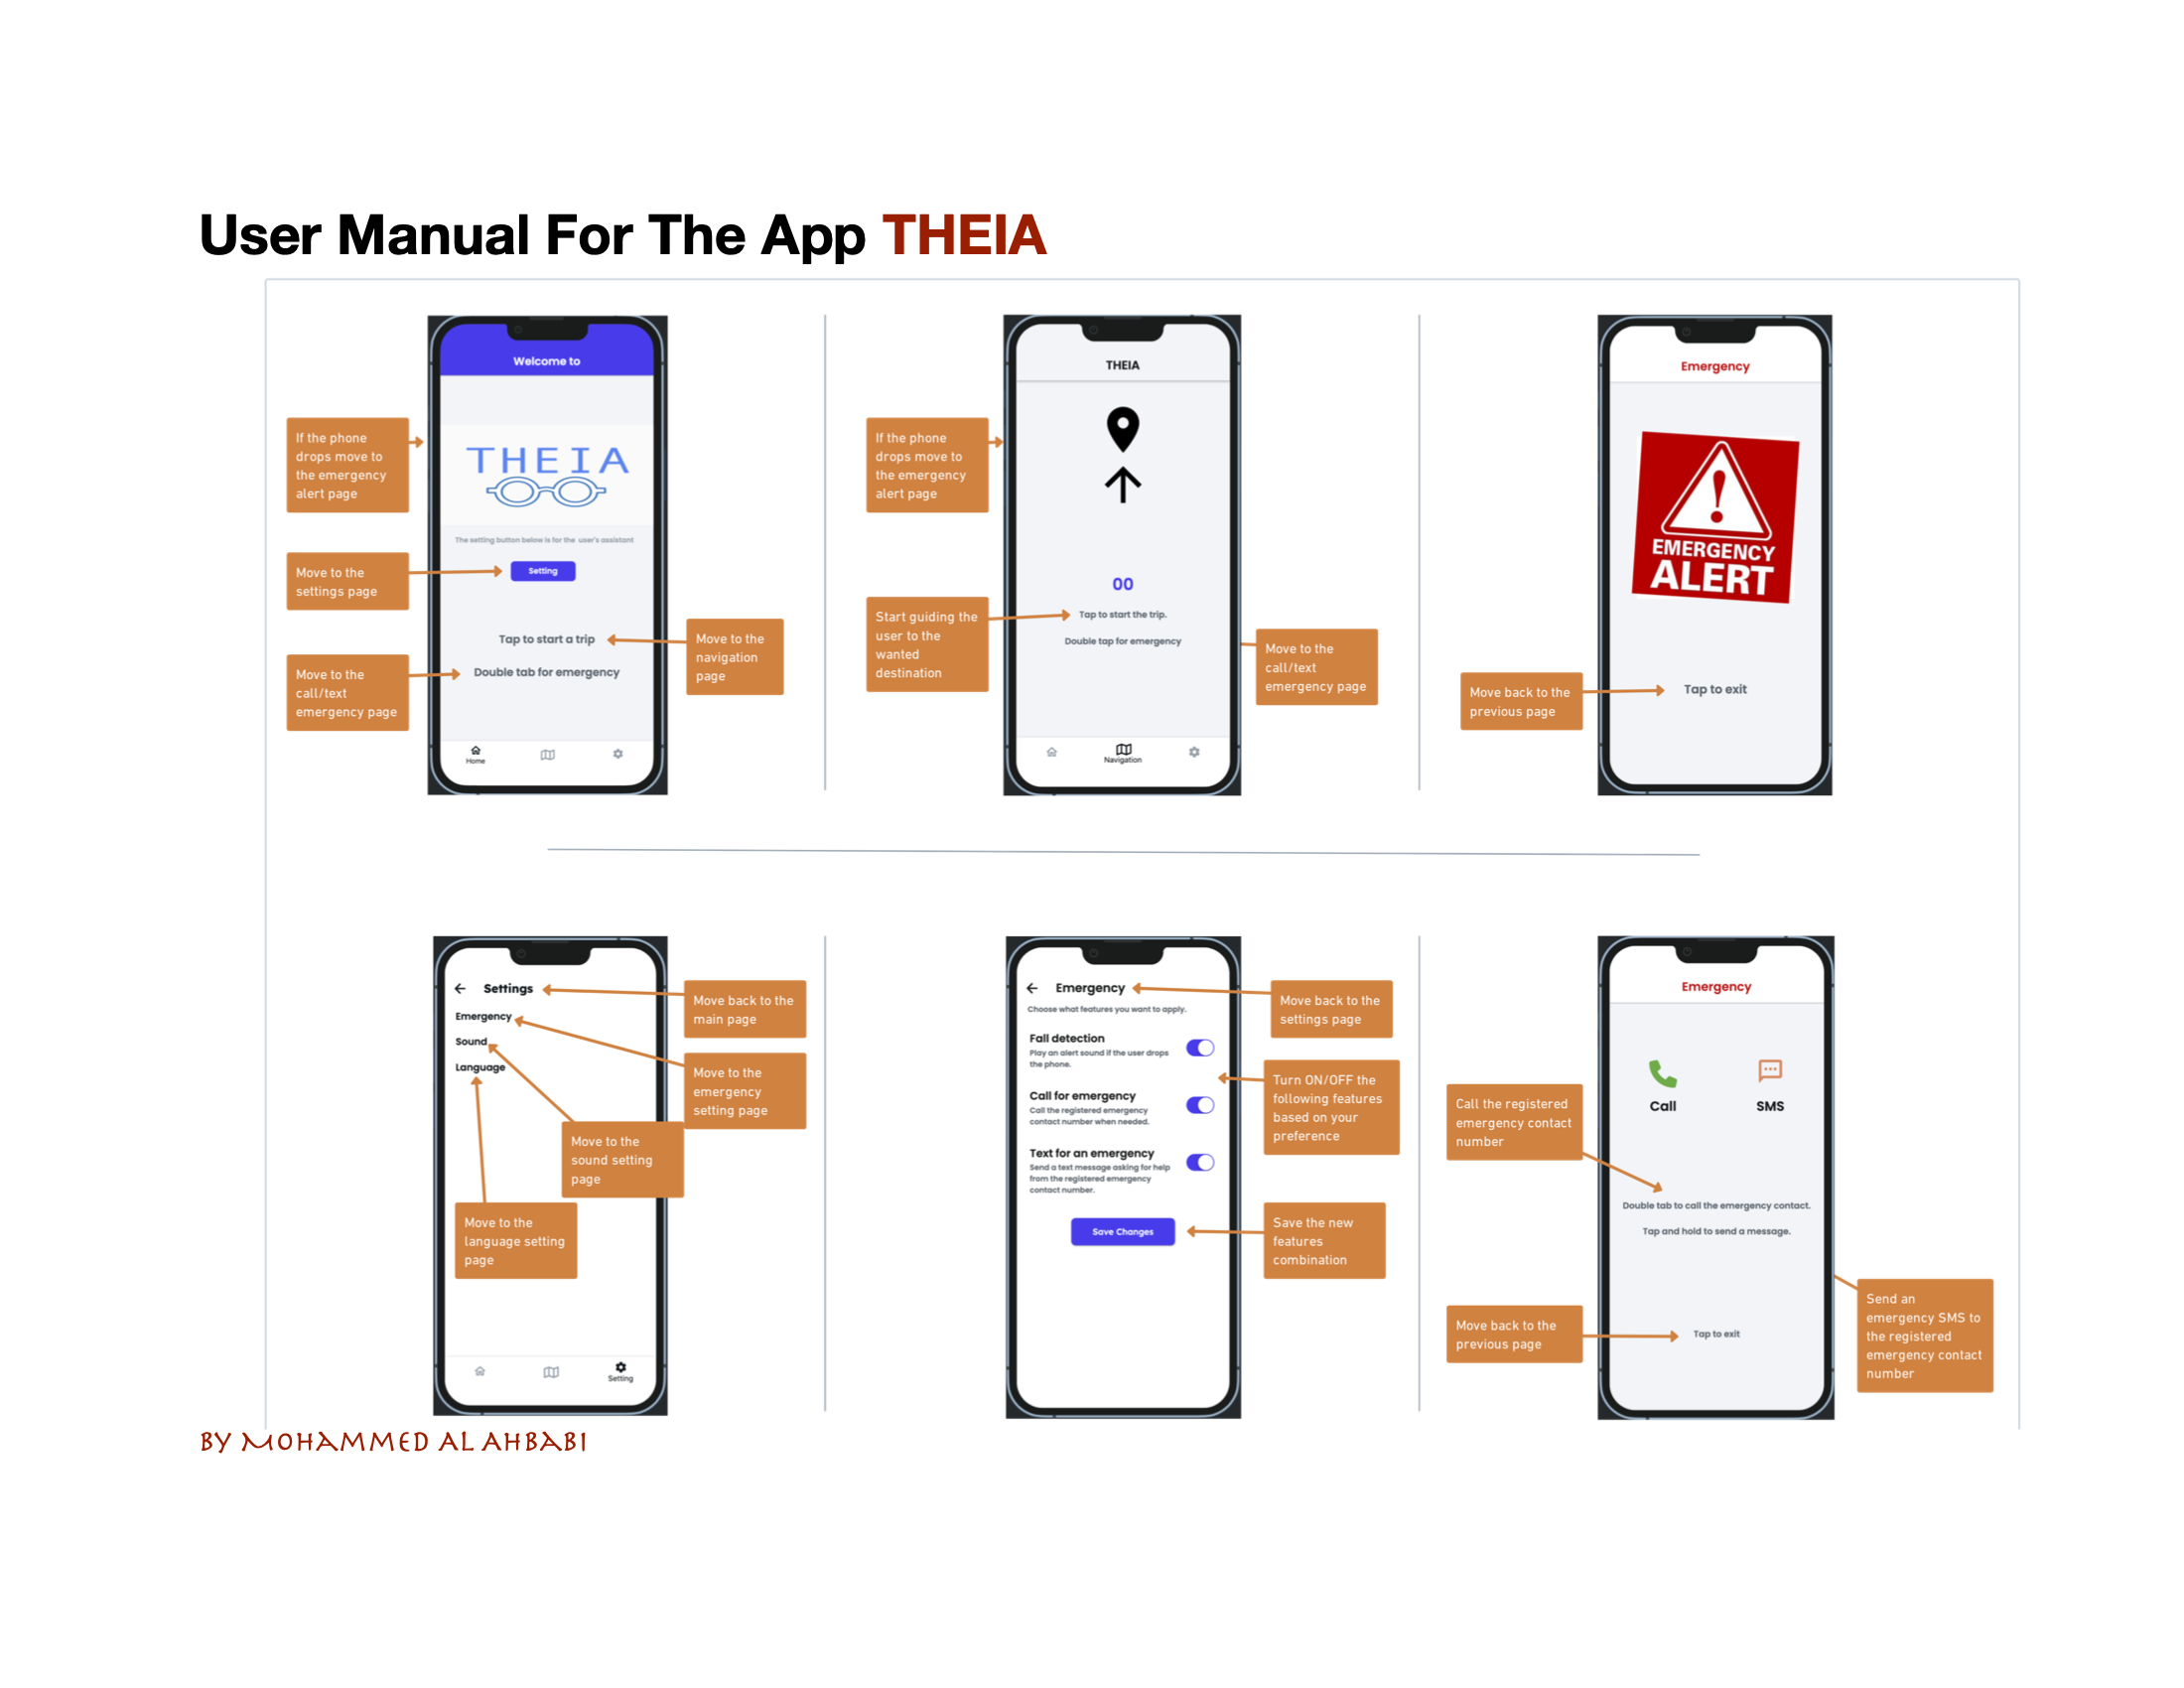 User Manual For The App THEIA
Welcome to
THEIA
If the phone
drops move to
the emergency
alert page
The setting button below is for the user's assistant
Move to the
settings page
Setting
Tap to start a trip
Move to the
navigation
page
Move to the
call/text
emergency page
Double tab for emergency
Home
THEIA
If the phone
drops move to
the emergency
alert page
00
Start guiding the
user to the
wanted
destination
Tap to start the trip.
Double tap for emergency
Move to the
call/text
emergency page
Navigation
Emergency
EMERGENCY
ALERT
Move back to the
previous page
Tap to exit
Settings
Move back to the
main page
Emergency
Sound
Language
Move to the
emergency
setting page
Move to the
sound setting
page
Move to the
language setting
page
Setting
Emergency
Move back to the
settings page
Choose what features you want to apply.
Fall detection
Play an alert sound if the user drops
the phone.
Turn ON/OFF the
following features
based on your
preference
Call for emergency
Call the registered emergency
contact number when needed.
Text for an emergency
Send a text message asking for help
from the registered emergency
contact number.
Save Changes
Save the new
features
combination
Emergency
Call
SMS
Call the registered
emergency contact
number
Double tab to call the emergency contact.
Tap and hold to send a message.
Send an
emergency SMS to
the registered
emergency contact
number
Move back to the
previous page
Tap to exit
BY MOHAMMED AL AHBABI